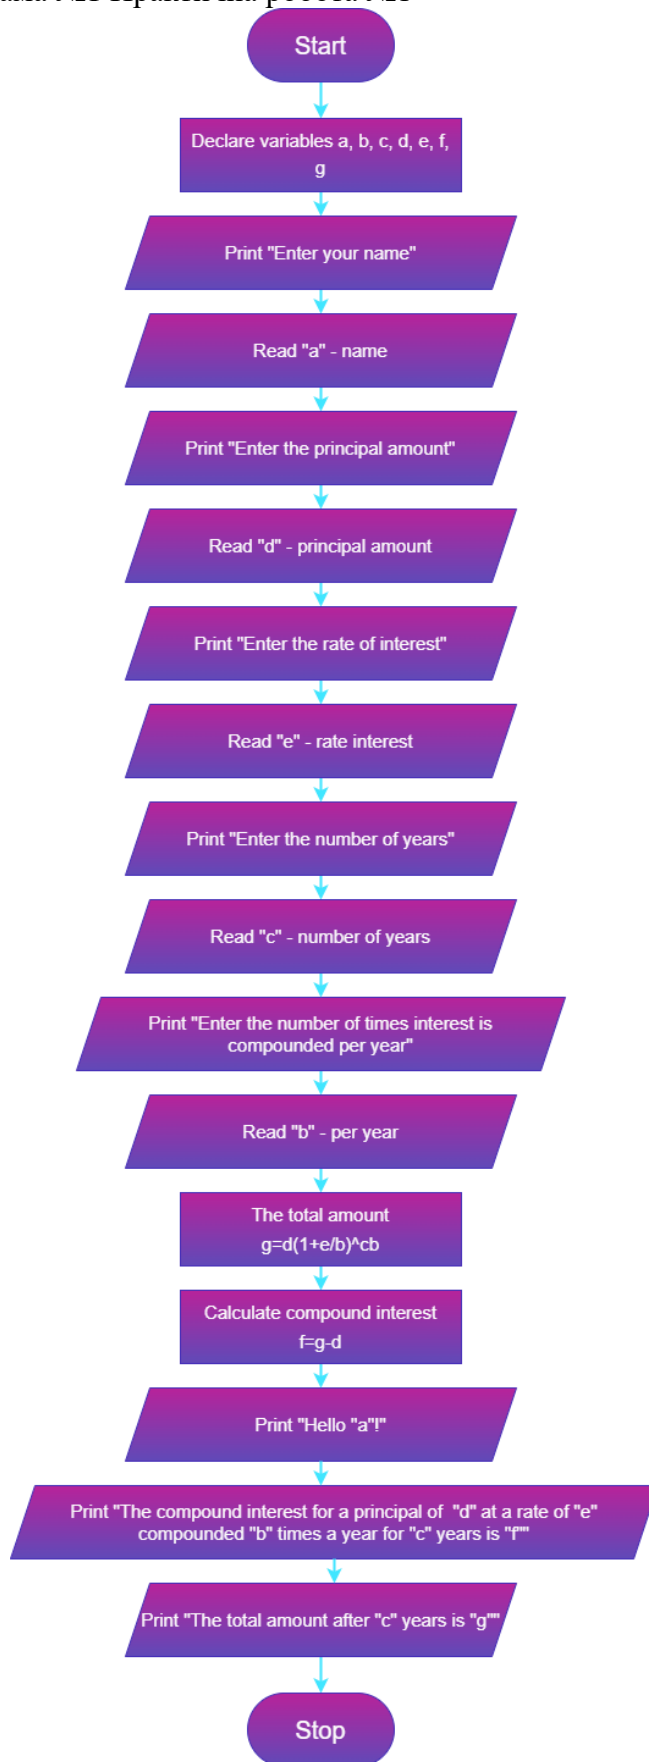 робота №1
Start
Declare variables a, b, c, d, e, f,
g
Print "Enter your name"
Read "a" - name
Print "Enter the principal amount"
Read "d" - principal amount
Print "Enter the rate of interest"
Read "e" - rate interest
Print "Enter the number of years"
Read "c" - number of years
Print "Enter the number of times interest is
compounded per year"
Read "b" - per year
The total amount
g=d(1+e/b)^cb
Calculate compound interest
f=g-d
Print "Hello "a"!"
Print "The compound interest for a principal of "d" at a rate of "e"
compounded "b" times a year for "c" years is "f""
Print "The total amount after "c" years is "g""
Stop